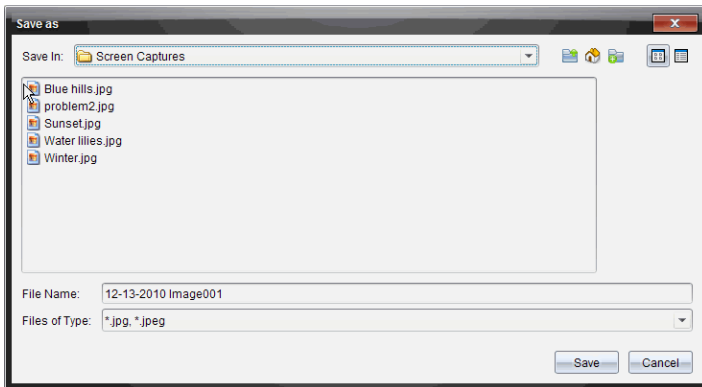 Save as
Save In: Screen Captures
Blue hills.jpg
problem2.jpg
Sunset.jpg
Water lilies.jpg
Winter.jpg
File Name: 12-13-2010 Image001
Files of Type: *.jpg, *.jpeg
Save Cancel